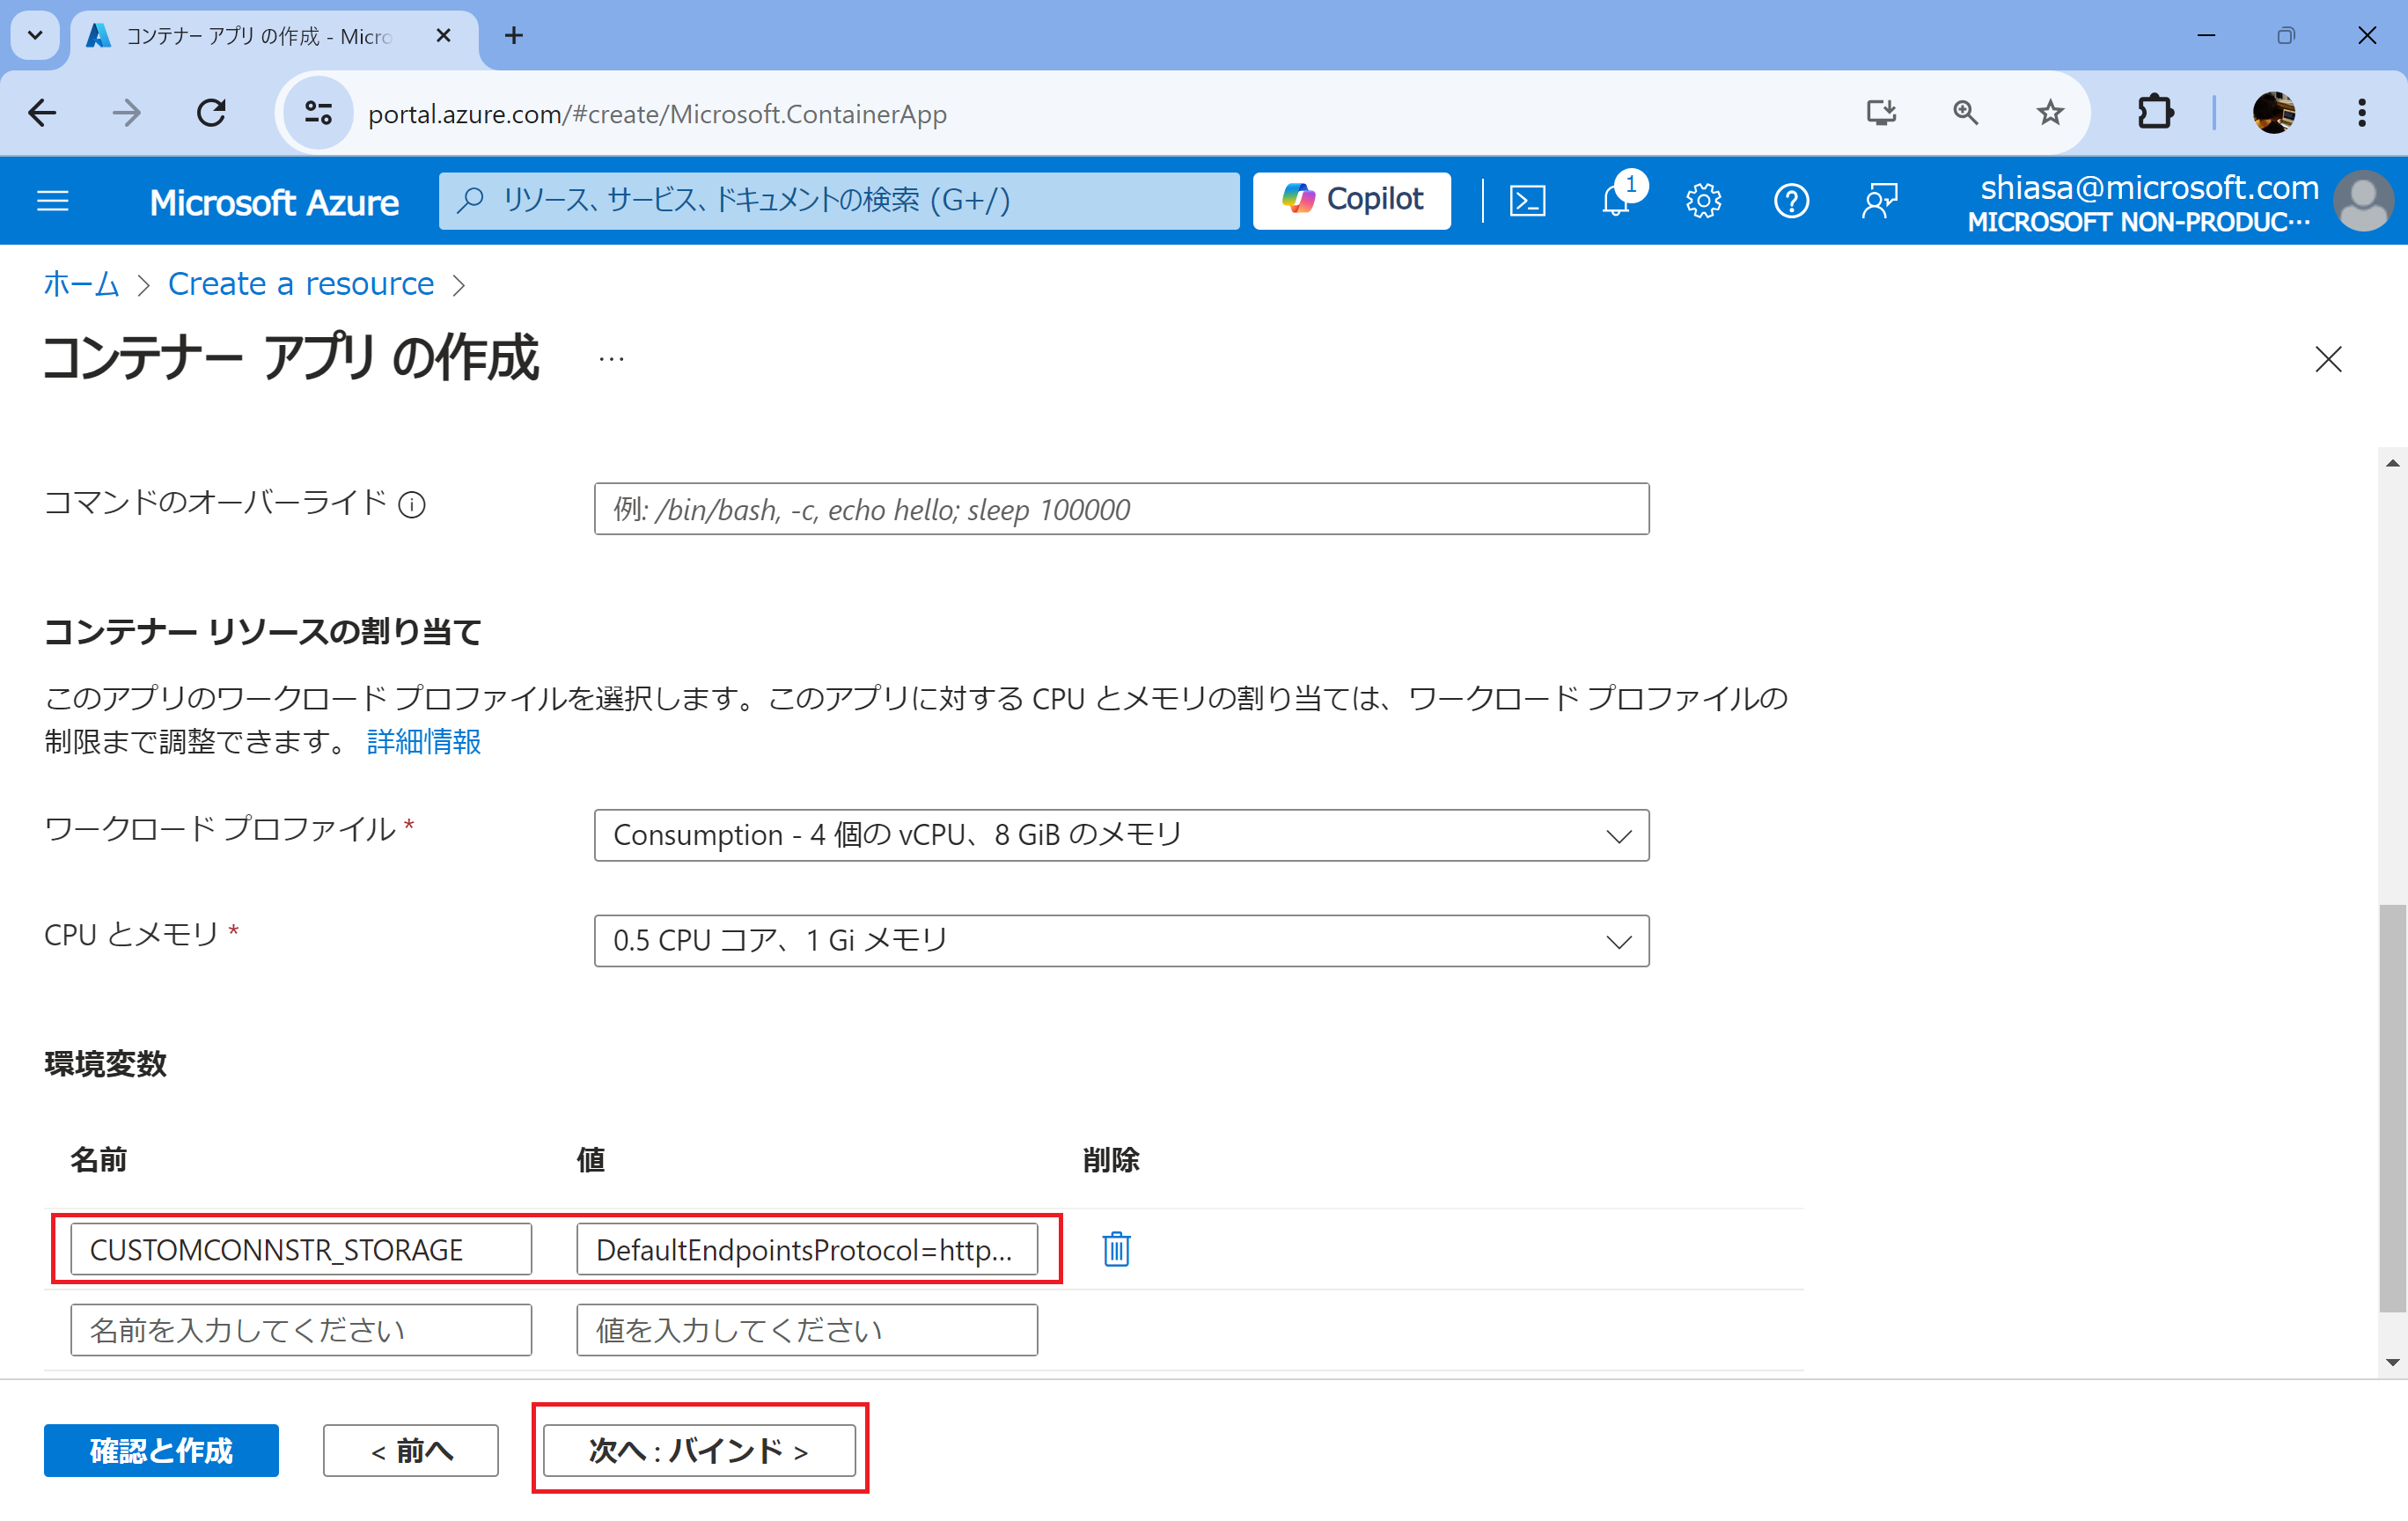 コンテナー アプリ の作成 - Micro
portal.azure.com/#create/Microsoft.ContainerApp
Microsoft Azure
リソース、サービス、ドキュメントの検索 (G+/)
Copilot
1
shiasa@microsoft.com
MICROSOFT NON-PRODUC...
ホーム > Create a resource >
コンテナー アプリ の作成 ...
コマンドのオーバーライド
例: /bin/bash, -c, echo hello; sleep 100000
コンテナー リソースの割り当て
このアプリのワークロード プロファイルを選択します。このアプリに対する CPU とメモリの割り当ては、ワークロード プロファイルの
制限まで調整できます。 詳細情報
ワークロード プロファイル *
Consumption - 4 個の vCPU、8 GiB のメモリ
CPU とメモリ *
0.5 CPU コア、1 Gi メモリ
環境変数
名前 値 削除
CUSTOMCONNSTR_STORAGE DefaultEndpointsProtocol=http...
名前を入力してください 値を入力してください
確認と作成 < 前へ 次へ : バインド >